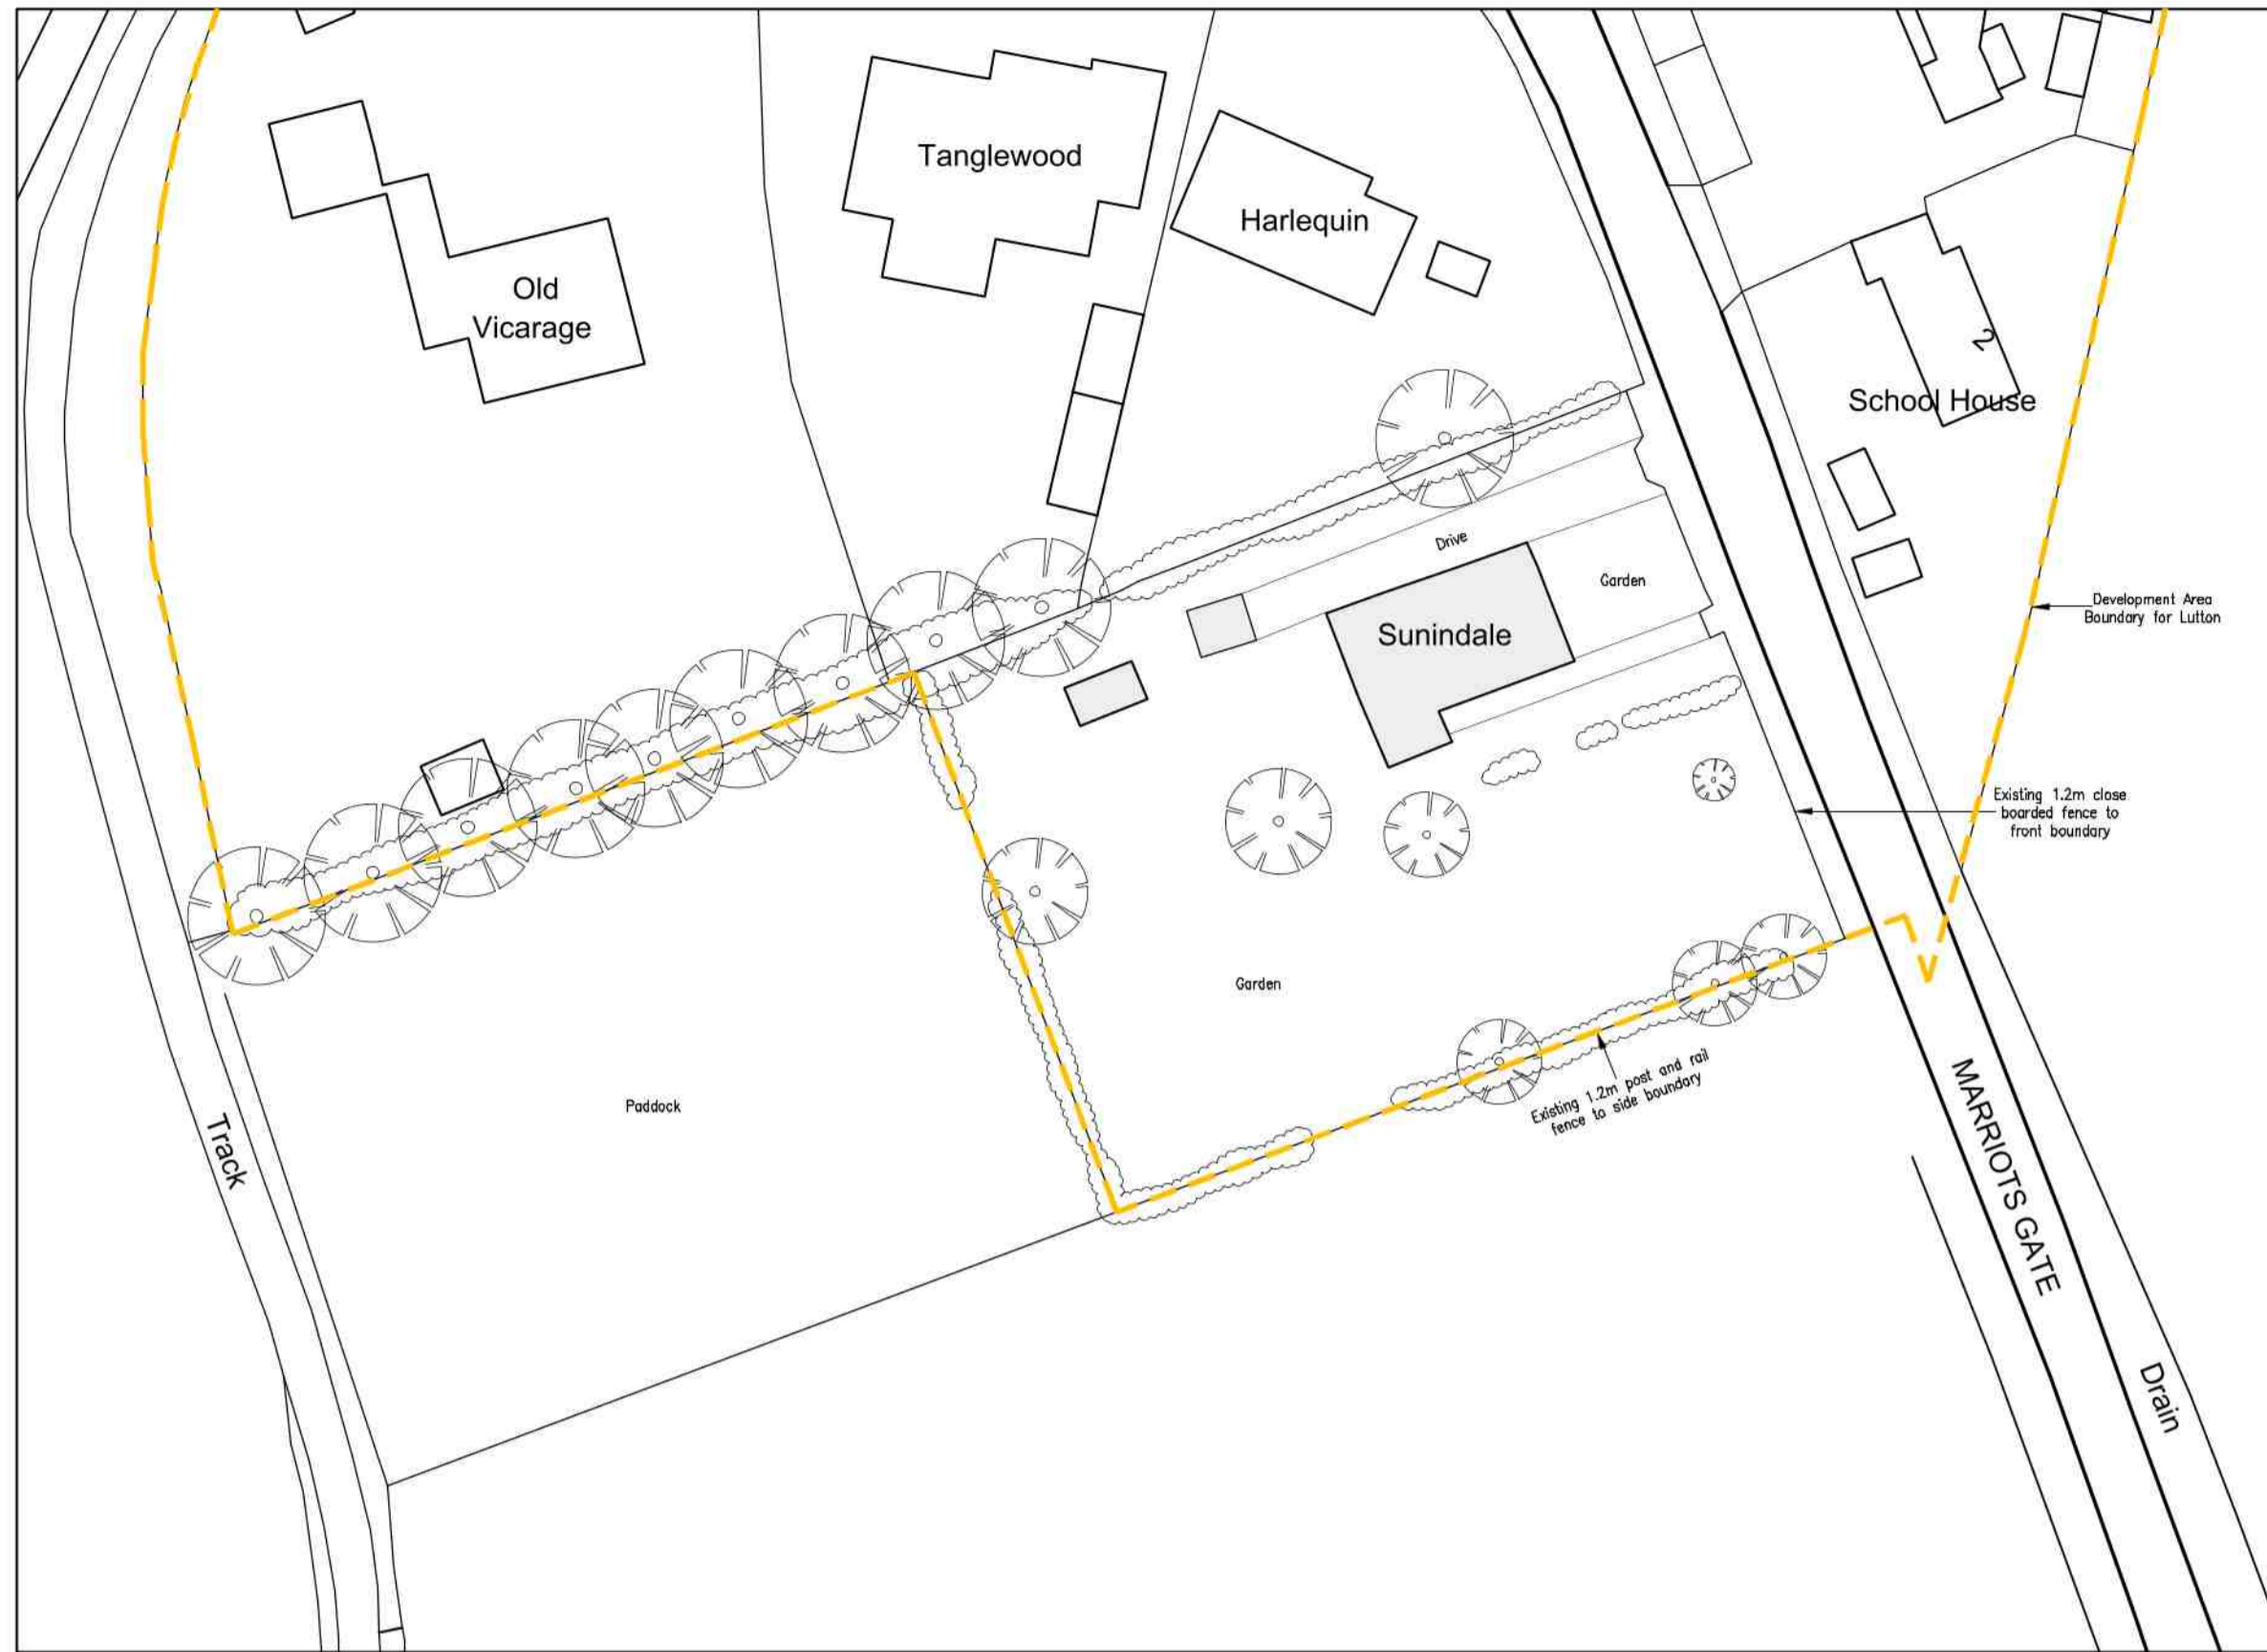 Tanglewood
Harlequin
Old
Vicarage
2
School House
Drive
Garden
Sunindale
Development Area
Boundary for Lutton
Existing 1.2m close
boarded fence to
front boundary
Garden
Existing 1.2m post and rail
fence to side boundary
Paddock
Track
MARRIOTS GATE
Drain